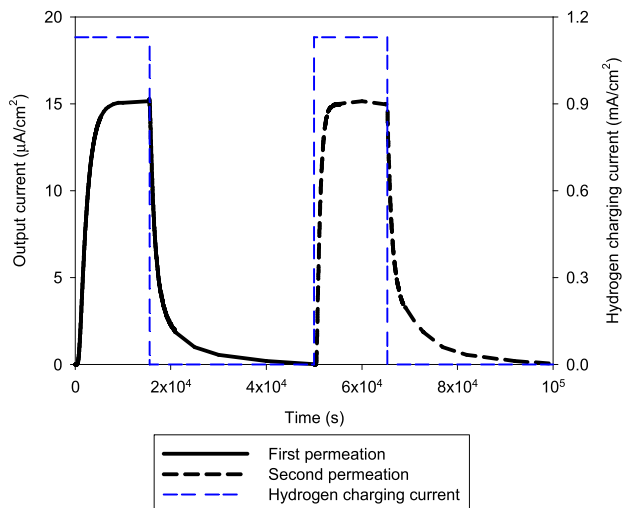 20
15
10
5
0
Output current (μA/cm²)
1.2
0.9
0.6
0.3
0.0
Hydrogen charging current (mA/cm²)
0 2x10⁴ 4x10⁴ 6x10⁴ 8x10⁴ 10⁵
Time (s)
First permeation
Second permeation
Hydrogen charging current